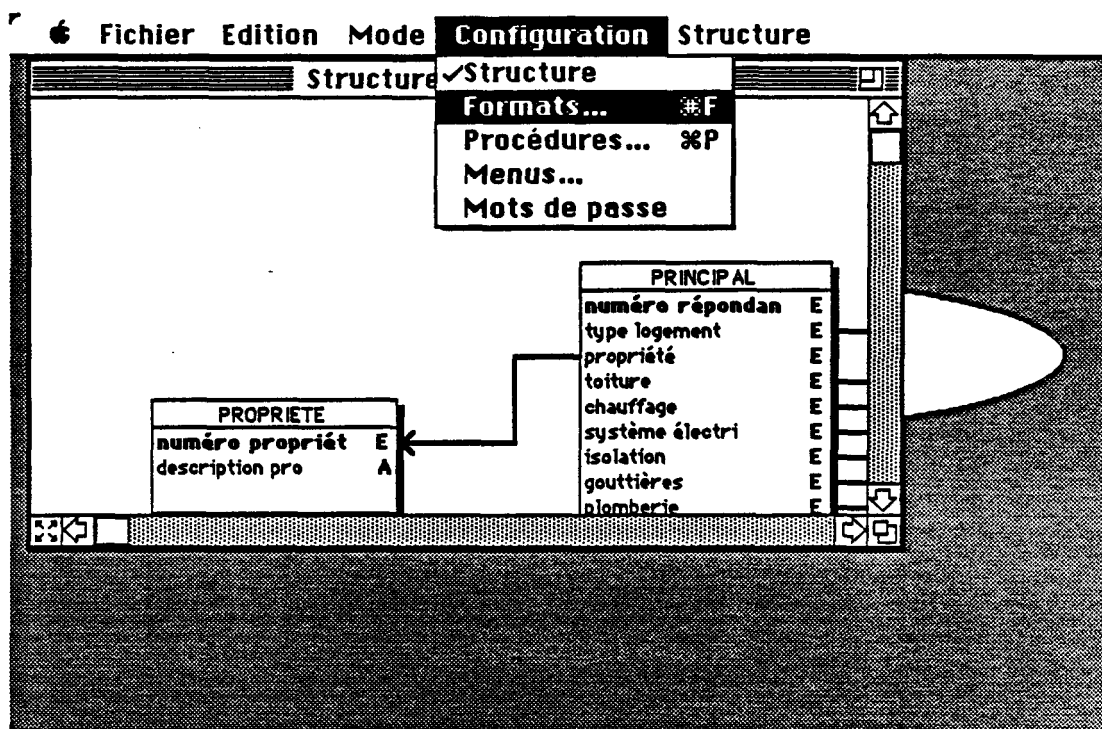 Fichier Edition Mode Configuration Structure
Structure
✓Structure
Formats... ⌘F
Procédures... ⌘P
Menus...
Mots de passe
PRINCIPAL
numéro répondan E
type logement E
propriété E
toiture E
chauffage E
système électri E
isolation E
gouttières E
plomberie E
PROPRIETE
numéro propriét E
description pro A